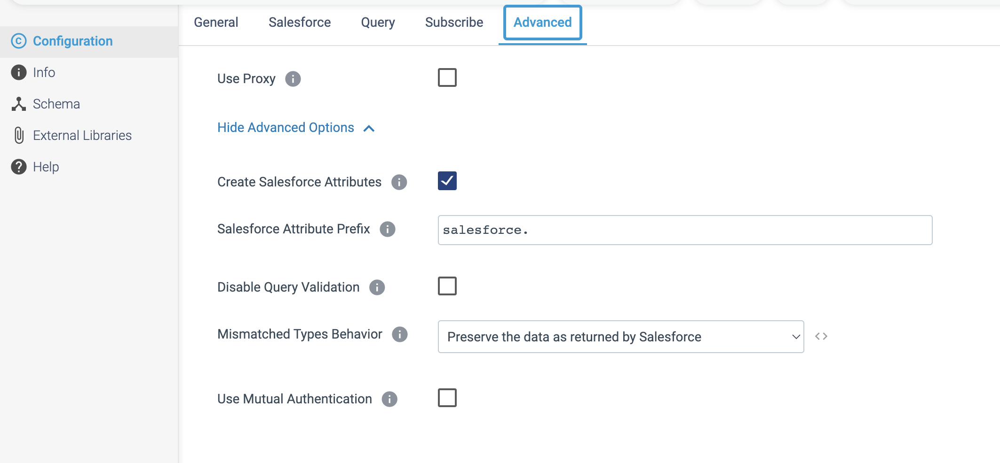 General Salesforce Query Subscribe Advanced
Configuration
Info
Schema
External Libraries
Help
Use Proxy
Hide Advanced Options
Create Salesforce Attributes
Salesforce Attribute Prefix salesforce.
Disable Query Validation
Mismatched Types Behavior Preserve the data as returned by Salesforce
Use Mutual Authentication